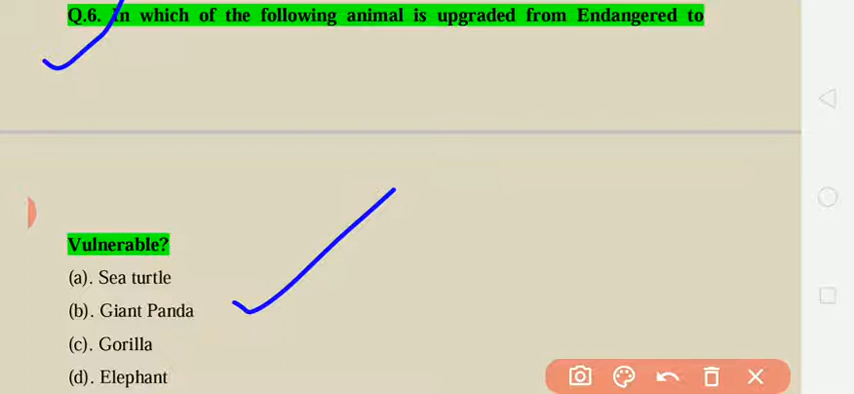 Q.6. In which of the following animal is upgraded from Endangered to
Vulnerable?
(a). Sea turtle
(b). Giant Panda
(c). Gorilla
(d). Elephant